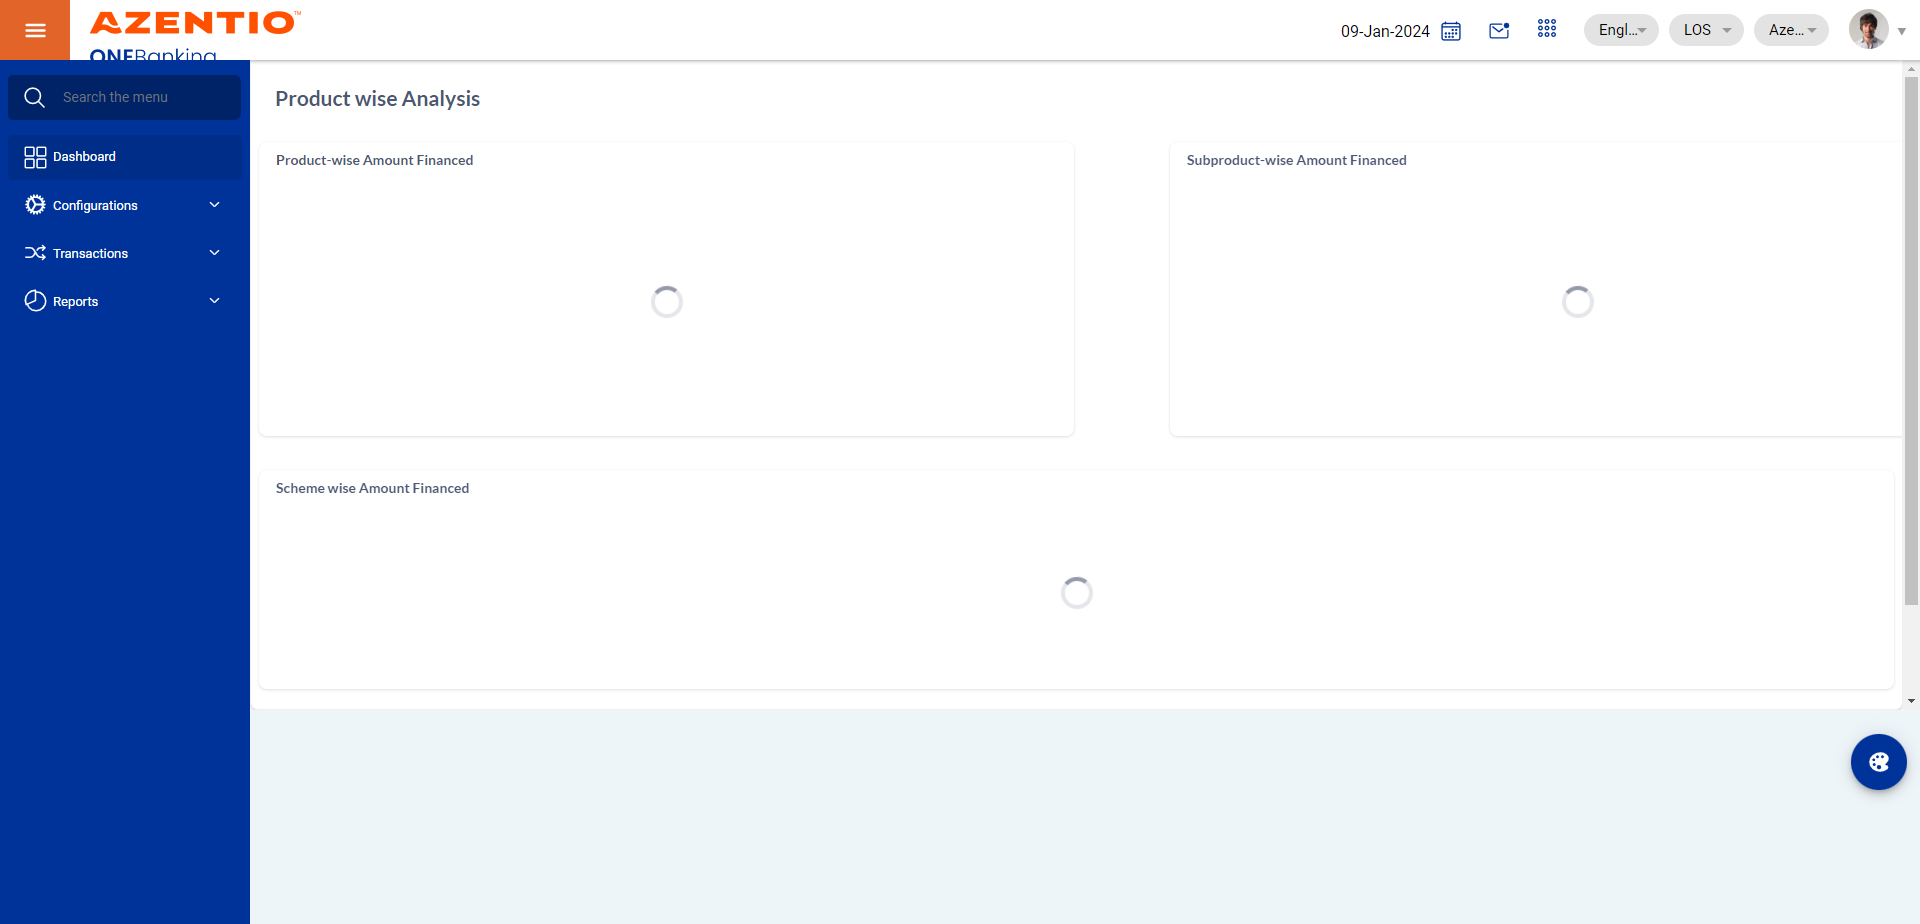 AZENTIO™
ONEBanking
09-Jan-2024
Engl...
LOS
Aze...
Search the menu
Dashboard
Configurations
Transactions
Reports
Product wise Analysis
Product-wise Amount Financed
Subproduct-wise Amount Financed
Scheme wise Amount Financed